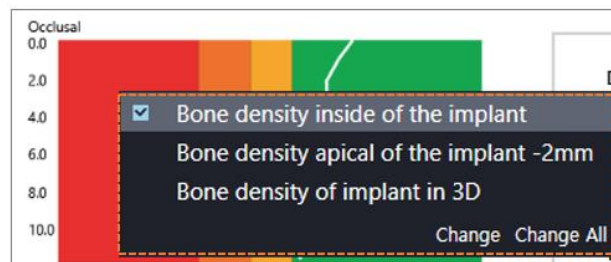 Occlusal
0.0
2.0
4.0
Bone density inside of the implant
Bone density apical of the implant -2mm
6.0
Bone density of implant in 3D
8.0
10.0
Change Change All